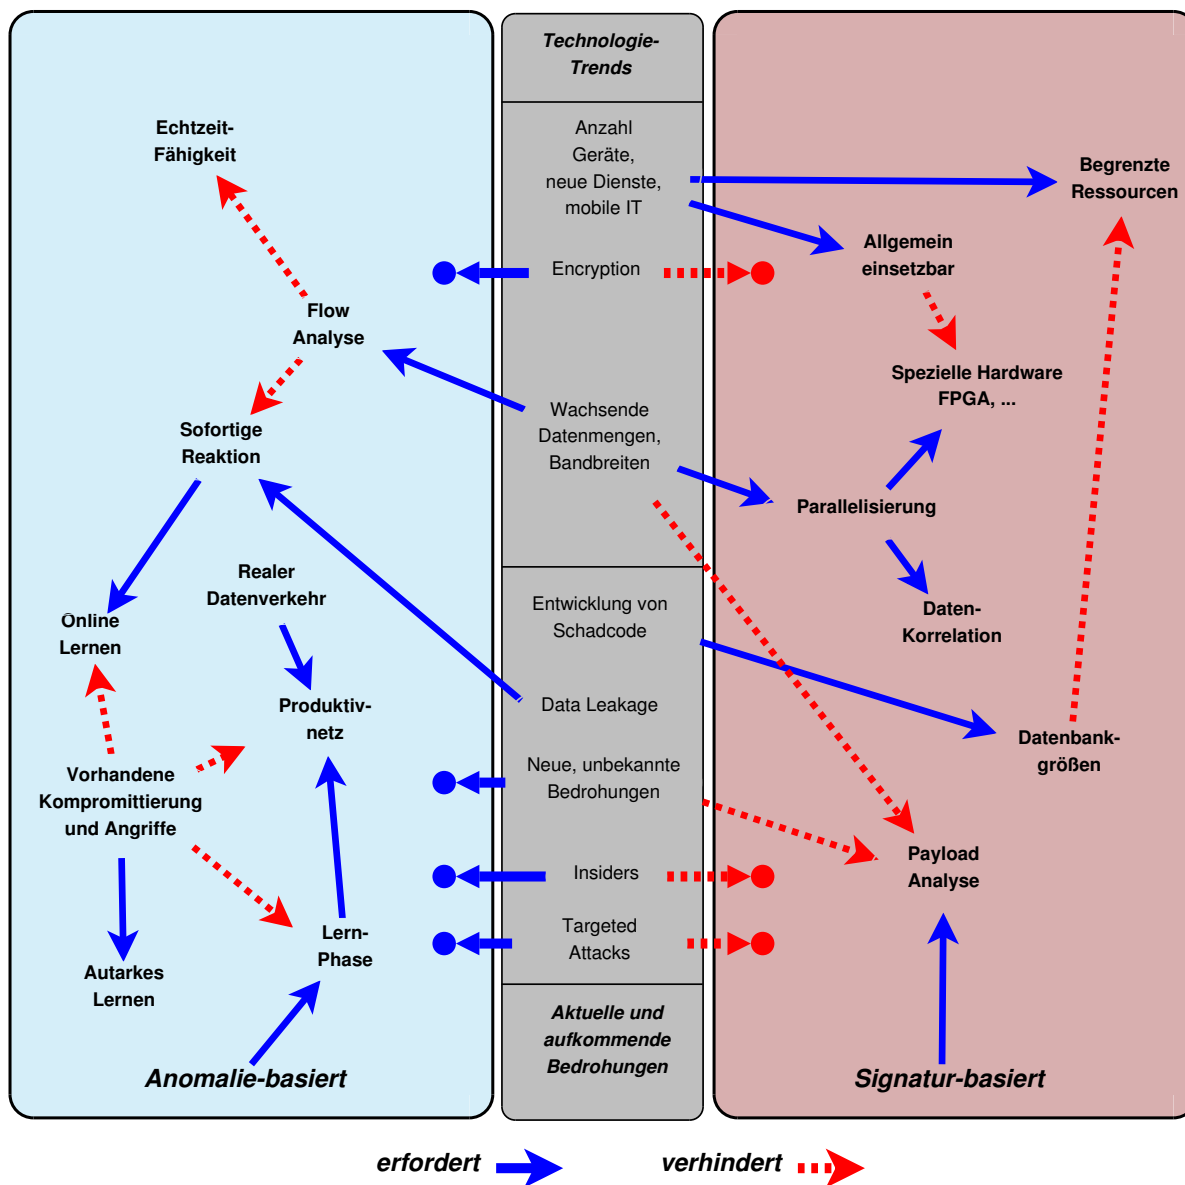 Technologie-
Trends
Anzahl
Geräte,
neue Dienste,
mobile IT
Encryption
Wachsende
Datenmengen,
Bandbreiten
Entwicklung von
Schadcode
Data Leakage
Neue, unbekannte
Bedrohungen
Insiders
Targeted
Attacks
Aktuelle und
aufkommende
Bedrohungen
Echtzeit-
Fähigkeit
Flow
Analyse
Sofortige
Reaktion
Realer
Datenverkehr
Online
Lernen
Produktiv-
netz
Vorhandene
Kompromittierung
und Angriffe
Lern-
Phase
Autarkes
Lernen
Anomalie-basiert
Begrenzte
Ressourcen
Allgemein
einsetzbar
Spezielle Hardware
FPGA, ...
Parallelisierung
Daten-
Korrelation
Datenbank-
größen
Payload
Analyse
Signatur-basiert
erfordert
verhindert